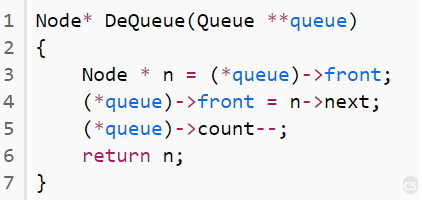 1 Node* DeQueue(Queue **queue)
2 {
3     Node * n = (*queue)->front;
4     (*queue)->front = n->next;
5     (*queue)->count--;
6     return n;
7 }
CS